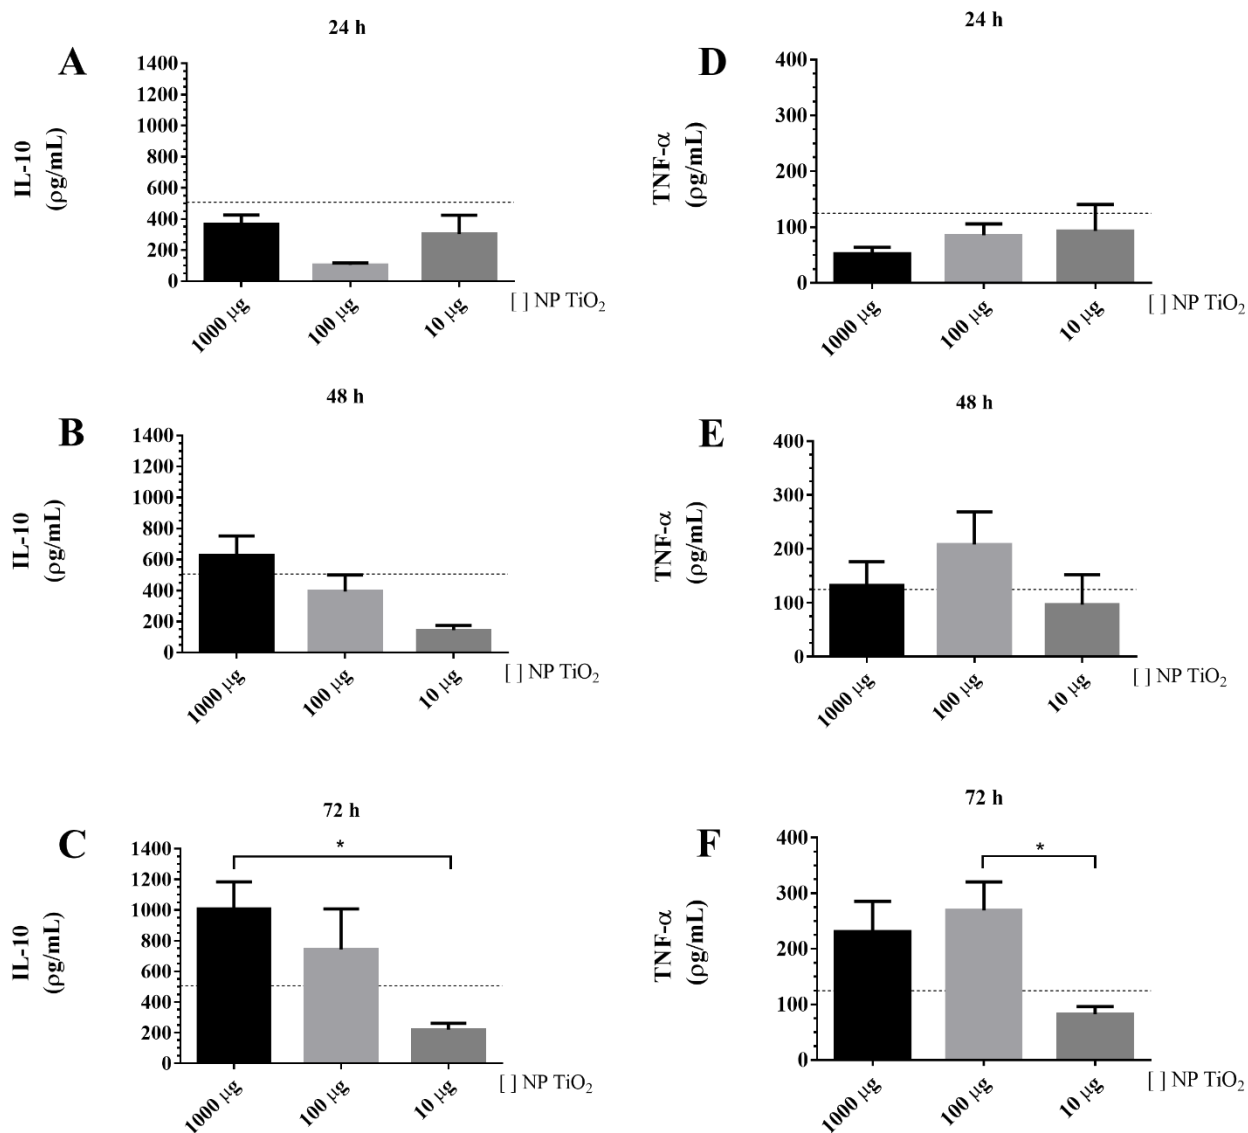 24 h
A
IL-10
(ρg/mL)
1400
1200
1000
800
600
400
200
0
1000 µg
100 µg
10 µg
[ ] NP TiO₂
24 h
D
TNF-α
(ρg/mL)
400
300
200
100
0
1000 µg
100 µg
10 µg
[ ] NP TiO₂
48 h
B
IL-10
(ρg/mL)
1400
1200
1000
800
600
400
200
0
1000 µg
100 µg
10 µg
[ ] NP TiO₂
48 h
E
TNF-α
(ρg/mL)
400
300
200
100
0
1000 µg
100 µg
10 µg
[ ] NP TiO₂
72 h
C
IL-10
(ρg/mL)
1400
1200
1000
800
600
400
200
0
*
1000 µg
100 µg
10 µg
[ ] NP TiO₂
72 h
F
TNF-α
(ρg/mL)
400
300
200
100
0
*
1000 µg
100 µg
10 µg
[ ] NP TiO₂